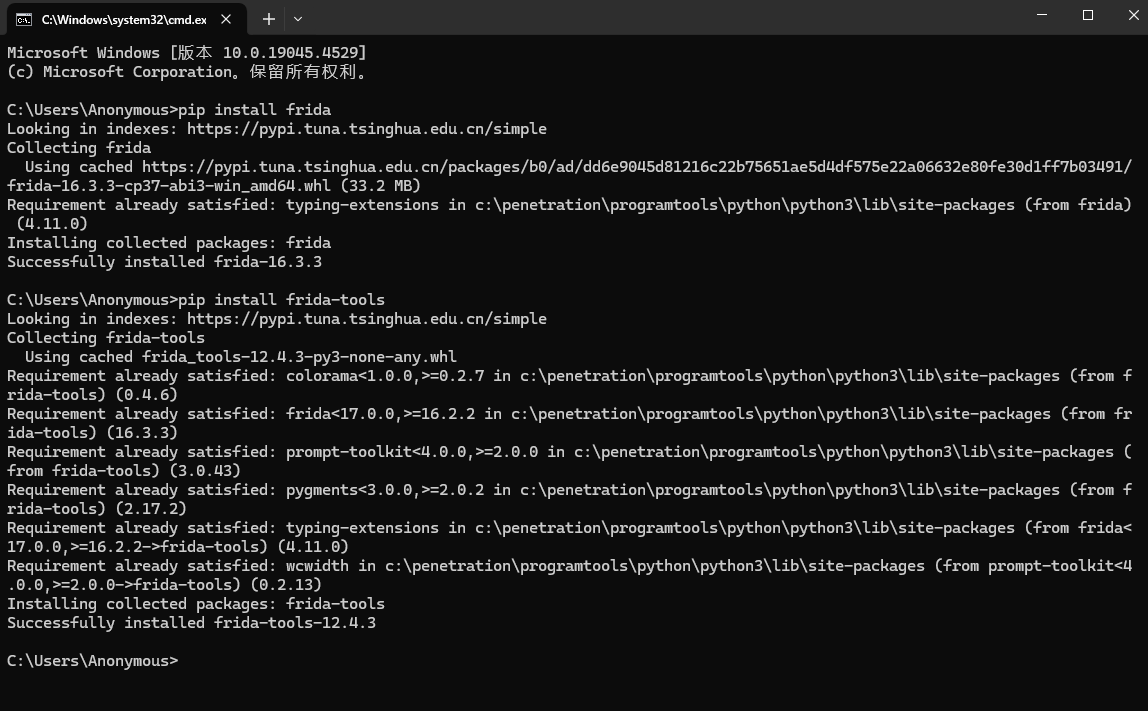 C:\Windows\system32\cmd.ex
Microsoft Windows [版本 10.0.19045.4529]
(c) Microsoft Corporation。保留所有权利。
C:\Users\Anonymous>pip install frida
Looking in indexes: https://pypi.tuna.tsinghua.edu.cn/simple
Collecting frida
  Using cached https://pypi.tuna.tsinghua.edu.cn/packages/b0/ad/dd6e9045d81216c22b75651ae5d4df575e22a06632e80fe30d1ff7b03491/
frida-16.3.3-cp37-abi3-win_amd64.whl (33.2 MB)
Requirement already satisfied: typing-extensions in c:\penetration\programtools\python\python3\lib\site-packages (from frida)
 (4.11.0)
Installing collected packages: frida
Successfully installed frida-16.3.3
C:\Users\Anonymous>pip install frida-tools
Looking in indexes: https://pypi.tuna.tsinghua.edu.cn/simple
Collecting frida-tools
  Using cached frida_tools-12.4.3-py3-none-any.whl
Requirement already satisfied: colorama<1.0.0,>=0.2.7 in c:\penetration\programtools\python\python3\lib\site-packages (from f
rida-tools) (0.4.6)
Requirement already satisfied: frida<17.0.0,>=16.2.2 in c:\penetration\programtools\python\python3\lib\site-packages (from fr
ida-tools) (16.3.3)
Requirement already satisfied: prompt-toolkit<4.0.0,>=2.0.0 in c:\penetration\programtools\python\python3\lib\site-packages (
from frida-tools) (3.0.43)
Requirement already satisfied: pygments<3.0.0,>=2.0.2 in c:\penetration\programtools\python\python3\lib\site-packages (from f
rida-tools) (2.17.2)
Requirement already satisfied: typing-extensions in c:\penetration\programtools\python\python3\lib\site-packages (from frida<
17.0.0,>=16.2.2->frida-tools) (4.11.0)
Requirement already satisfied: wcwidth in c:\penetration\programtools\python\python3\lib\site-packages (from prompt-toolkit<4
.0.0,>=2.0.0->frida-tools) (0.2.13)
Installing collected packages: frida-tools
Successfully installed frida-tools-12.4.3
C:\Users\Anonymous>